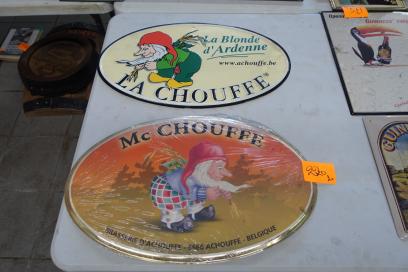 La Blonde
d'Ardenne
www.achouffe.be
LA CHOUFFE
Mc CHOUFFE
BRASSERIE D'ACHOUFFE - 6666 ACHOUFFE - BELGIQUE